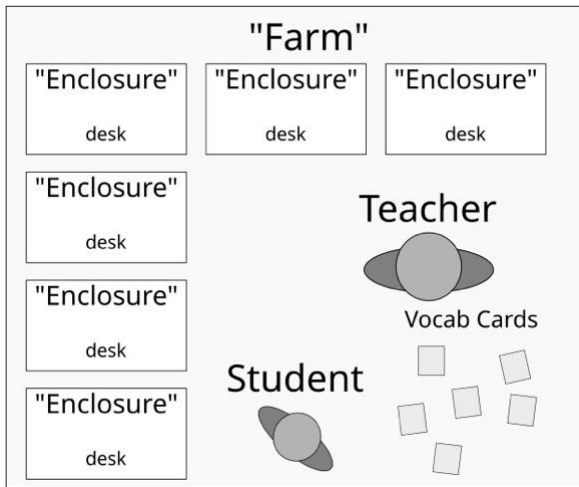 "Farm"
"Enclosure"
desk
"Enclosure"
desk
"Enclosure"
desk
"Enclosure"
desk
Teacher
"Enclosure"
desk
Vocab Cards
Student
"Enclosure"
desk